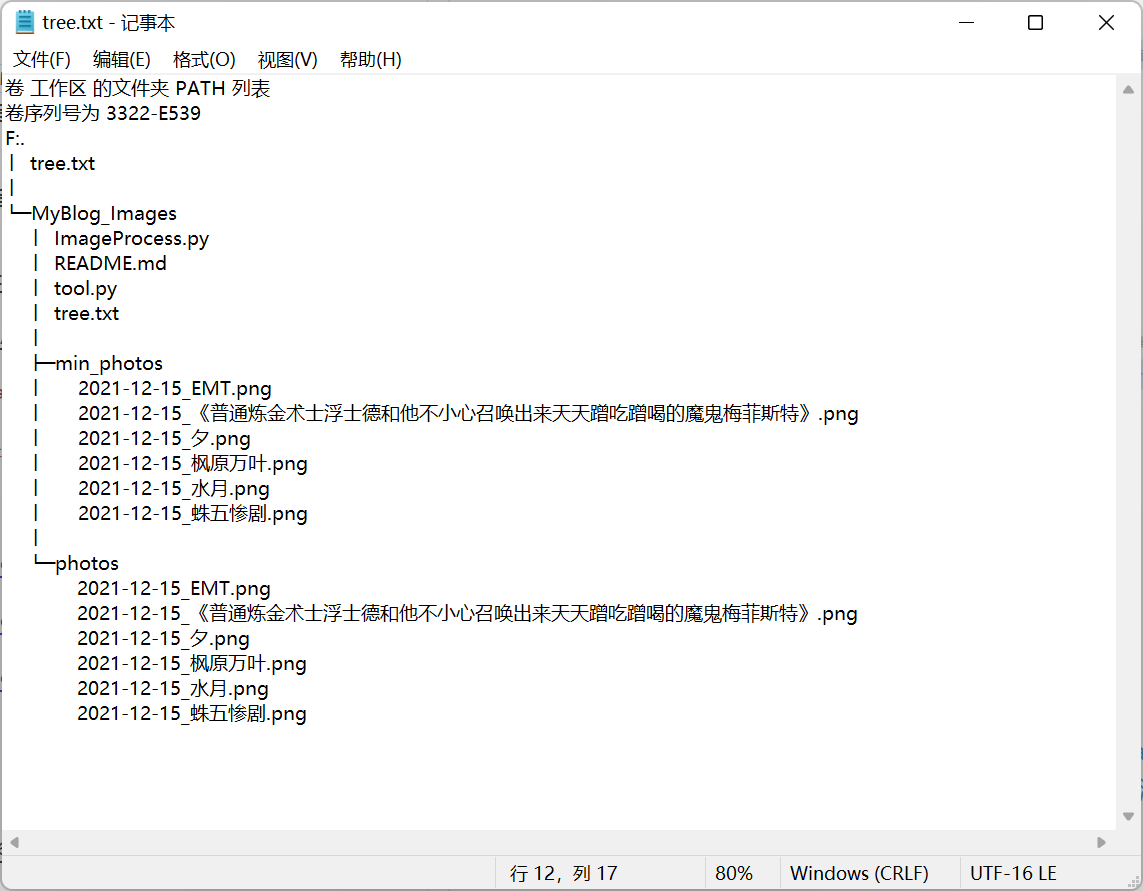 tree.txt - 记事本
文件(F) 编辑(E) 格式(O) 视图(V) 帮助(H)
卷 工作区 的文件夹 PATH 列表
卷序列号为 3322-E539
F:.
│  tree.txt
│
└─MyBlog_Images
    │  ImageProcess.py
    │  README.md
    │  tool.py
    │  tree.txt
    │
    ├─min_photos
    │      2021-12-15_EMT.png
    │      2021-12-15_《普通炼金术士浮士德和他不小心召唤出来天天蹭吃蹭喝的魔鬼梅菲斯特》.png
    │      2021-12-15_夕.png
    │      2021-12-15_枫原万叶.png
    │      2021-12-15_水月.png
    │      2021-12-15_蛛五惨剧.png
    │
    └─photos
            2021-12-15_EMT.png
            2021-12-15_《普通炼金术士浮士德和他不小心召唤出来天天蹭吃蹭喝的魔鬼梅菲斯特》.png
            2021-12-15_夕.png
            2021-12-15_枫原万叶.png
            2021-12-15_水月.png
            2021-12-15_蛛五惨剧.png
行 12，列 17 80% Windows (CRLF) UTF-16 LE